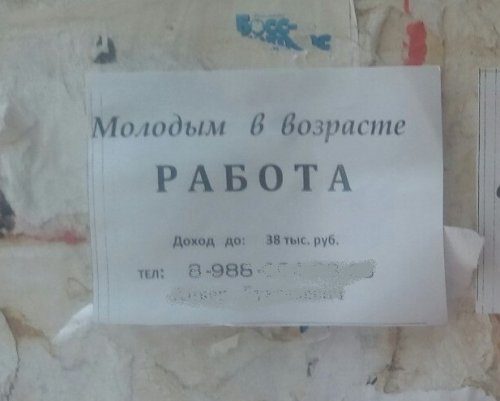 Молодым в возрасте
РАБОТА
Доход до: 38 тыс. руб.
тел: 8-986-